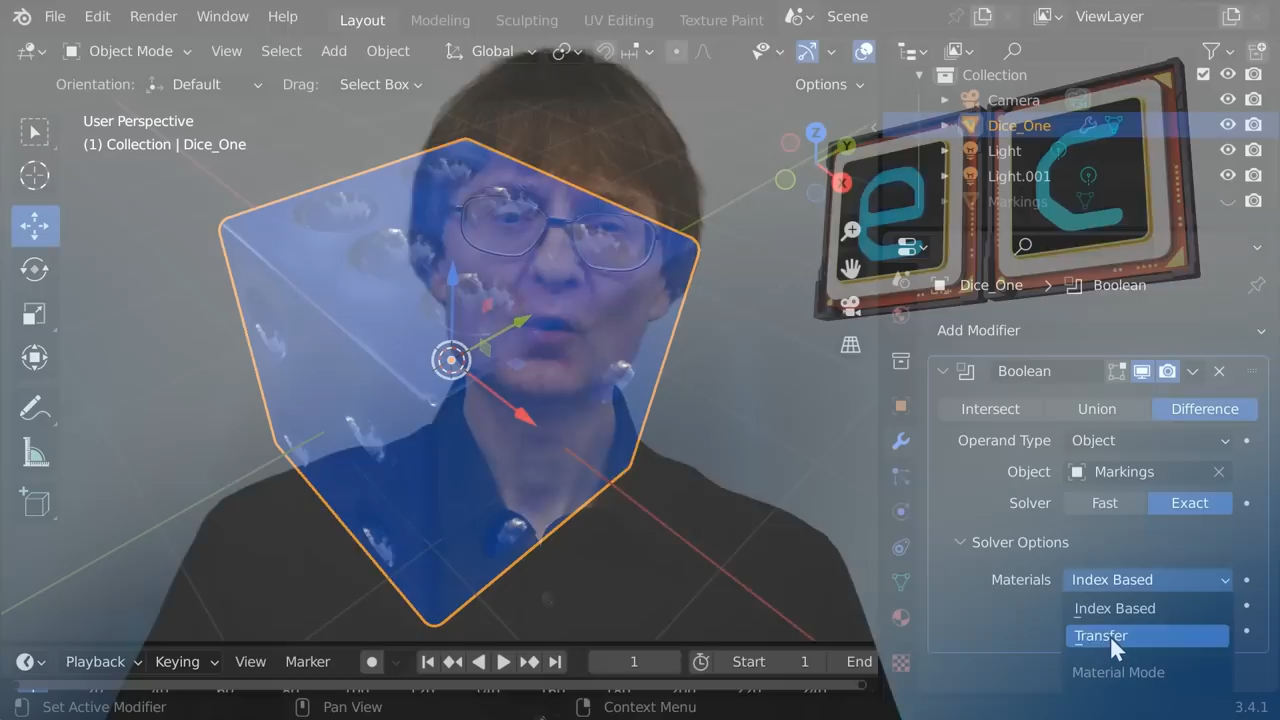 File Edit Render Window Help Layout Modeling Sculpting UV Editing Texture Paint Scene ViewLayer
Object Mode View Select Add Object Global
Orientation: Default Drag: Select Box Options
User Perspective
(1) Collection | Dice_One
Z
Y
X
Collection
Camera
Dice_One
Light
Light.001
Markings
e C
Dice_One Boolean
Add Modifier
Boolean
Intersect Union Difference
Operand Type Object
Object Markings
Solver Fast Exact
Solver Options
Materials Index Based
Index Based
Transfer
Material Mode
Playback Keying View Marker 1 Start 1 End
Set Active Modifier Pan View Context Menu 3.4.1